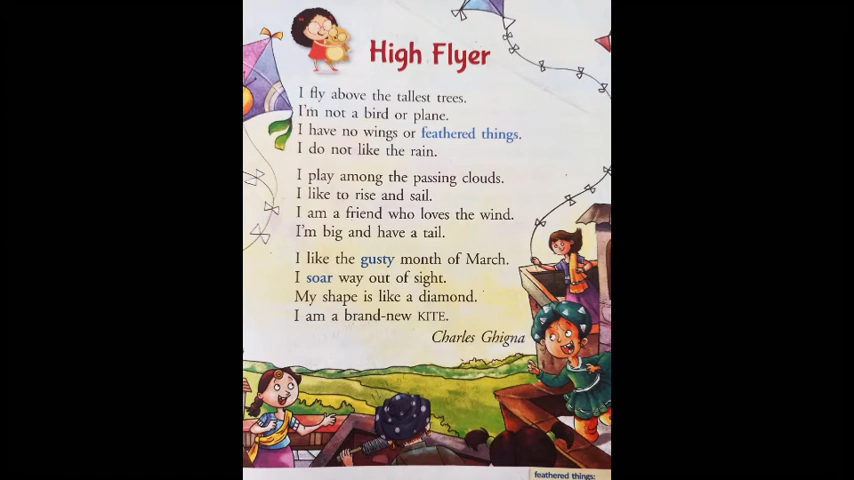 High Flyer
I fly above the tallest trees.
I'm not a bird or plane.
I have no wings or feathered things.
I do not like the rain.
I play among the passing clouds.
I like to rise and sail.
I am a friend who loves the wind.
I'm big and have a tail.
I like the gusty month of March.
I soar way out of sight.
My shape is like a diamond.
I am a brand-new KITE.
Charles Ghigna
feathered things: